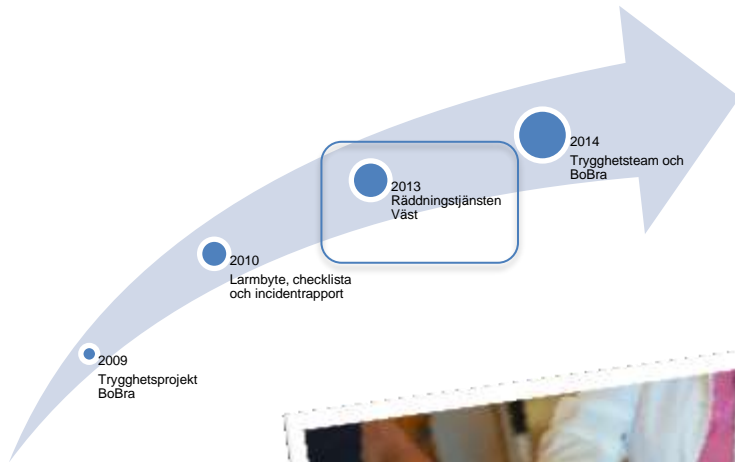 2014
Trygghetsteam och
BoBra
2013
Räddningstjänsten
Väst
2010
Larmbyte, checklista
och incidentrapport
2009
Trygghetsprojekt
BoBra